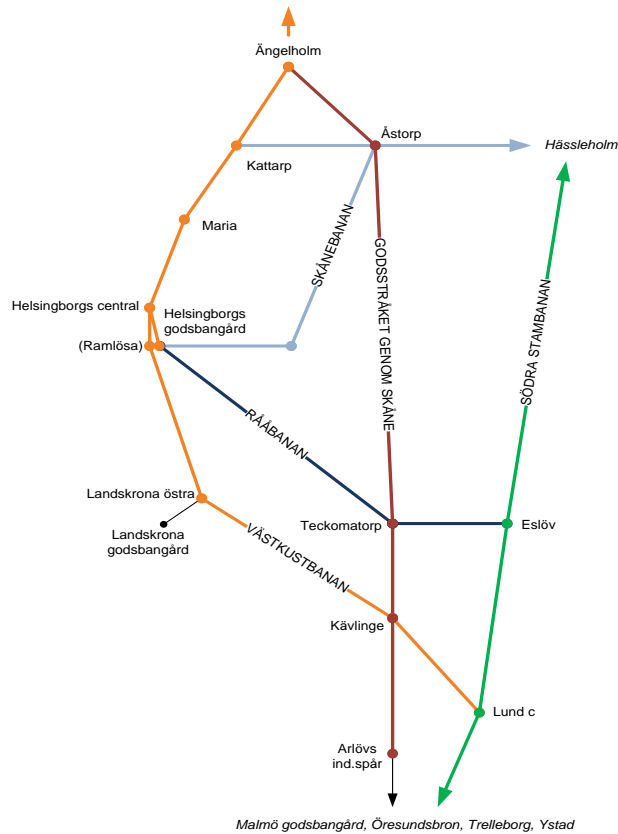 Ängelholm
Åstorp
Hässleholm
Kattarp
Maria
SKÅNEBANAN
GODSSTRÅKET GENOM SKÅNE
SÖDRA STAMBANAN
Helsingborgs central
Helsingborgs
godsbangård
(Ramlösa)
RÅÅBANAN
Landskrona östra
Landskrona
godsbangård
VÄSTKUSTBANAN
Teckomatorp
Eslöv
Kävlinge
Lund c
Arlövs
ind.spår
Malmö godsbangård, Öresundsbron, Trelleborg, Ystad